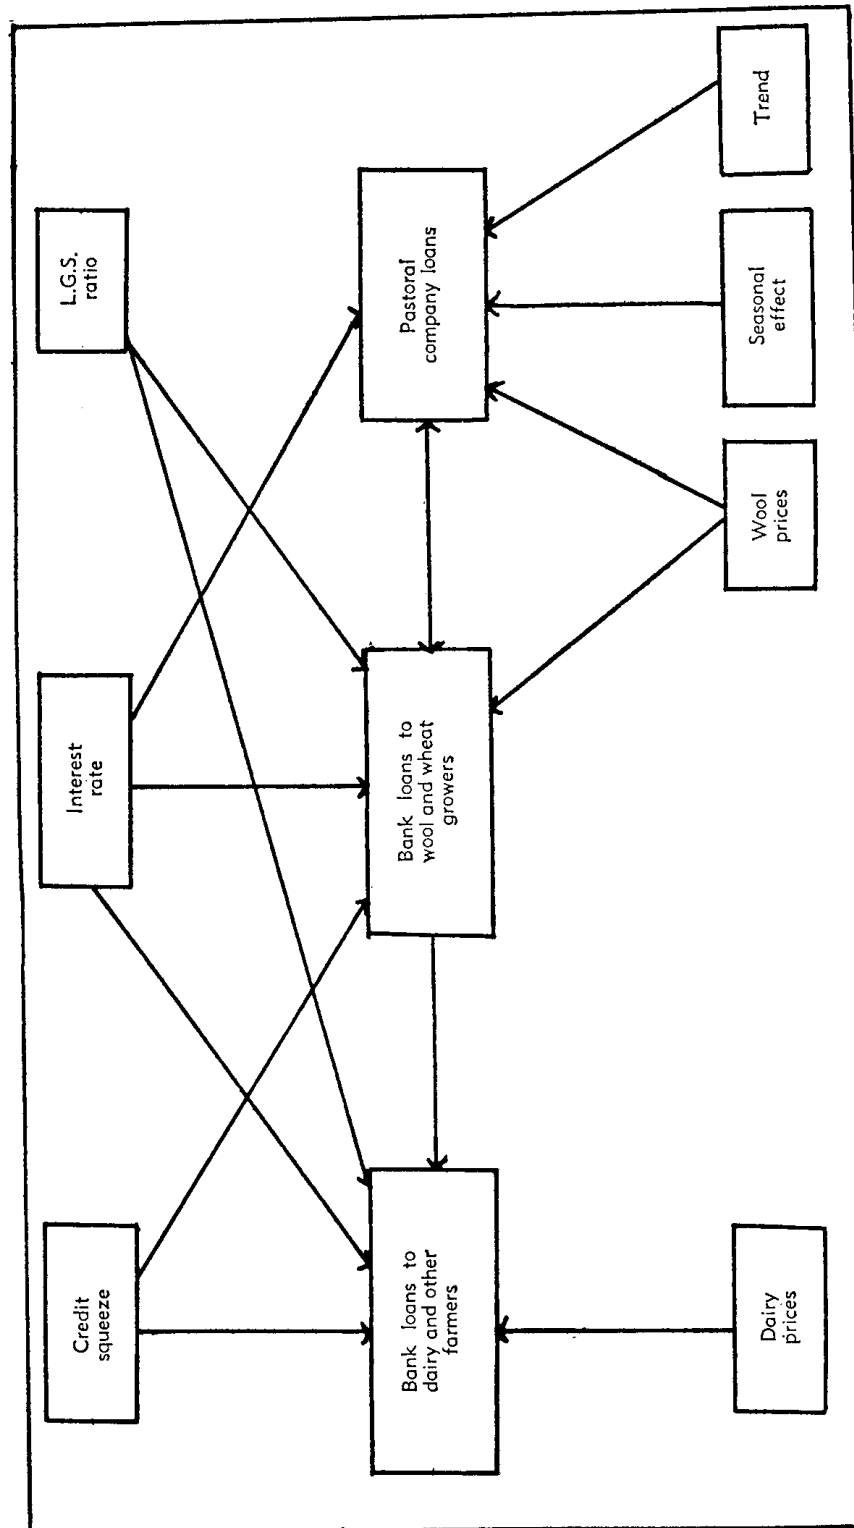 Credit
squeeze
Interest
rate
L.G.S.
ratio
Bank loans to
dairy and other
farmers
Bank loans to
wool and wheat
growers
Pastoral
company loans
Dairy
prices
Wool
prices
Seasonal
effect
Trend